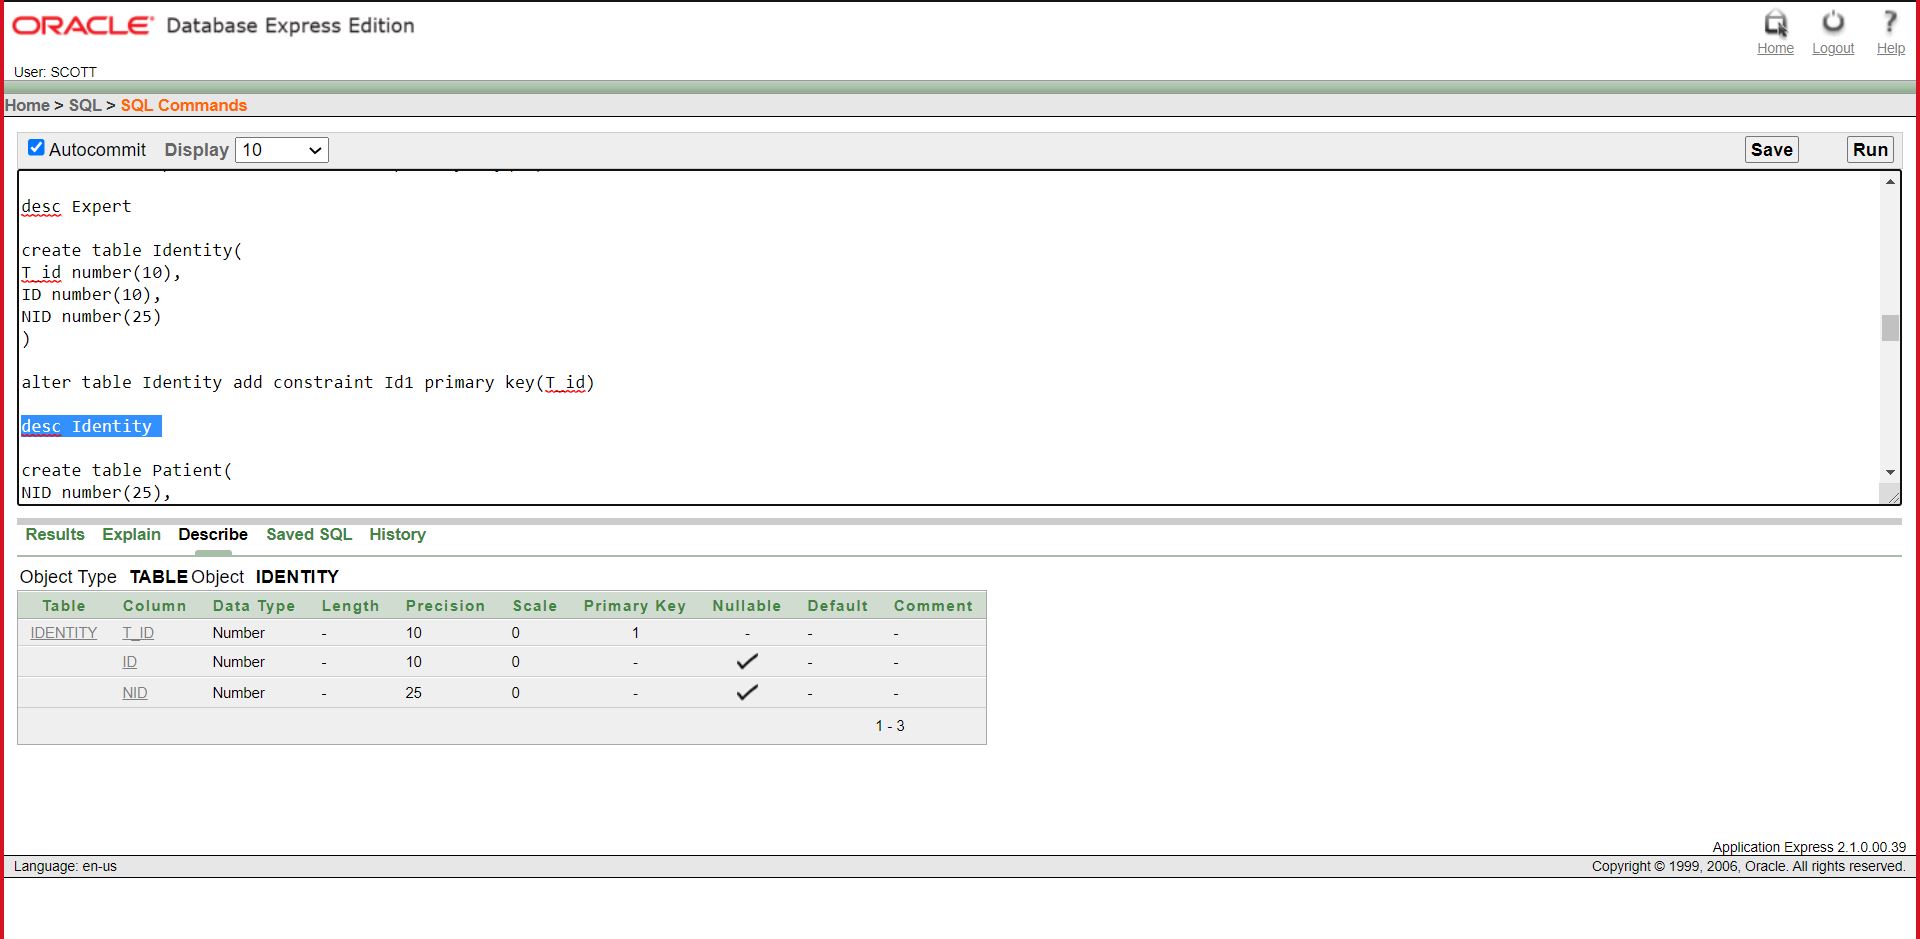 ORACLE Database Express Edition
Home Logout Help
User: SCOTT
Home > SQL > SQL Commands
Autocommit Display 10 Save Run
desc Expert
create table Identity(
T_id number(10),
ID number(10),
NID number(25)
)
alter table Identity add constraint Id1 primary key(T_id)
desc Identity
create table Patient(
NID number(25),
Results Explain Describe Saved SQL History
Object Type TABLE Object IDENTITY
Table Column Data Type Length Precision Scale Primary Key Nullable Default Comment
IDENTITY T_ID Number - 10 0 1 - - -
ID Number - 10 0 - - -
NID Number - 25 0 - - -
1 - 3
Application Express 2.1.0.00.39
Language: en-us Copyright © 1999, 2006, Oracle. All rights reserved.